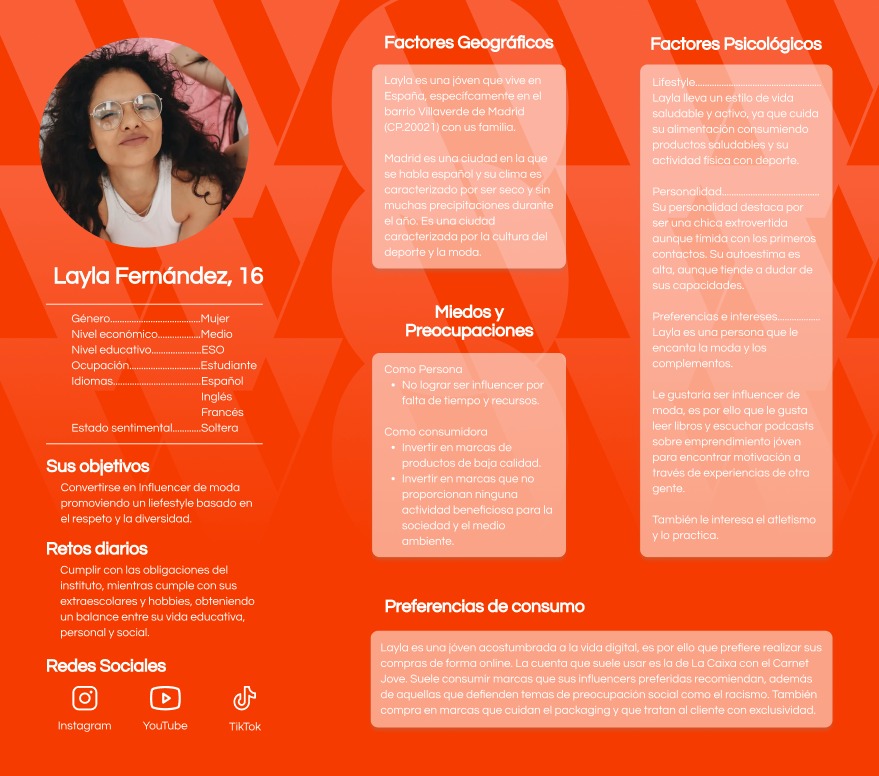 Layla Fernández, 16
Género....................................Mujer
Nivel económico.................Medio
Nivel educativo....................ESO
Ocupación............................Estudiante
Idiomas...................................Español
Inglés
Francés
Estado sentimental...........Soltera
Sus objetivos
Convertirse en Influencer de moda
promoviendo un liefestyle basado en
el respeto y la diversidad.
Retos diarios
Cumplir con las obligaciones del
instituto, mientras cumple con sus
extraescolares y hobbies, obteniendo
un balance entre su vida educativa,
personal y social.
Redes Sociales
Instagram
YouTube
TikTok
Factores Geográficos
Layla es una jóven que vive en
España, especifcamente en el
barrio Villaverde de Madrid
(CP.20021) con us familia.
Madrid es una ciudad en la que
se habla español y su clima es
caracterizado por ser seco y sin
muchas precipitaciones durante
el año. Es una ciudad
caracterizada por la cultura del
deporte y la moda.
Miedos y
Preocupaciones
Como Persona
• No lograr ser influencer por
falta de tiempo y recursos.
Como consumidora
• Invertir en marcas de
productos de baja calidad.
• Invertir en marcas que no
proporcionan ninguna
actividad beneficiosa para la
sociedad y el medio
ambiente.
Factores Psicológicos
Lifestyle..................................................
Layla lleva un estilo de vida
saludable y activo, ya que cuida
su alimentación consumiendo
productos saludables y su
actividad física con deporte.
Personalidad.......................................
Su personalidad destaca por
ser una chica extrovertida
aunque tímida con los primeros
contactos. Su autoestima es
alta, aunque tiende a dudar de
sus capacidades.
Preferencias e intereses.................
Layla es una persona que le
encanta la moda y los
complementos.
Le gustaría ser influencer de
moda, es por ello que le gusta
leer libros y escuchar podcasts
sobre emprendimiento jóven
para encontrar motivación a
través de experiencias de otra
gente.
También le interesa el atletismo
y lo practica.
Preferencias de consumo
Layla es una jóven acostumbrada a la vida digital, es por ello que prefiere realizar sus
compras de forma online. La cuenta que suele usar es la de La Caixa con el Carnet
Jove. Suele consumir marcas que sus influencers preferidas recomiendan, además
de aquellas que defienden temas de preocupación social como el racismo. También
compra en marcas que cuidan el packaging y que tratan al cliente con exclusividad.